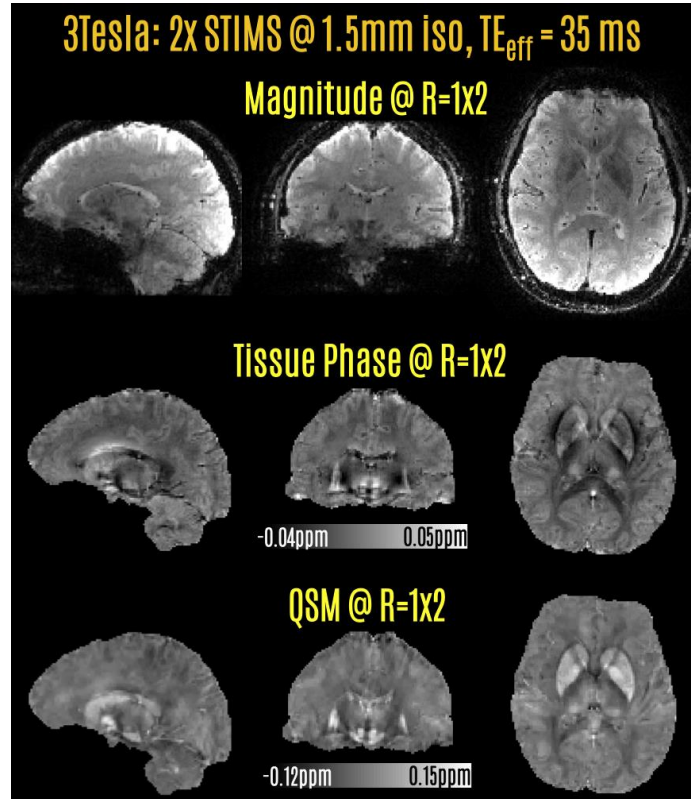 3Tesla: 2x STIMS @ 1.5mm iso, TEeff = 35 ms
Magnitude @ R=1x2
Tissue Phase @ R=1x2
-0.04ppm 0.05ppm
QSM @ R=1x2
-0.12ppm 0.15ppm